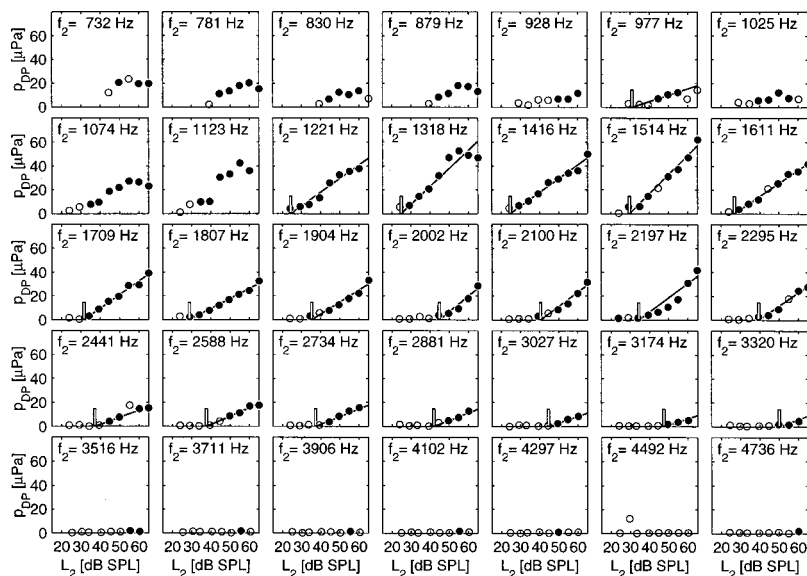 f2= 732 Hz f2= 781 Hz f2= 830 Hz f2= 879 Hz f2= 928 Hz f2= 977 Hz f2= 1025 Hz
pDP [µPa]
60
40
20
0
f2= 1074 Hz f2= 1123 Hz f2= 1221 Hz f2= 1318 Hz f2= 1416 Hz f2= 1514 Hz f2= 1611 Hz
pDP [µPa]
60
40
20
0
f2= 1709 Hz f2= 1807 Hz f2= 1904 Hz f2= 2002 Hz f2= 2100 Hz f2= 2197 Hz f2= 2295 Hz
pDP [µPa]
60
40
20
0
f2= 2441 Hz f2= 2588 Hz f2= 2734 Hz f2= 2881 Hz f2= 3027 Hz f2= 3174 Hz f2= 3320 Hz
pDP [µPa]
60
40
20
0
f2= 3516 Hz f2= 3711 Hz f2= 3906 Hz f2= 4102 Hz f2= 4297 Hz f2= 4492 Hz f2= 4736 Hz
pDP [µPa]
60
40
20
0
20 30 40 50 60 20 30 40 50 60 20 30 40 50 60 20 30 40 50 60 20 30 40 50 60 20 30 40 50 60 20 30 40 50 60
L2 [dB SPL] L2 [dB SPL] L2 [dB SPL] L2 [dB SPL] L2 [dB SPL] L2 [dB SPL] L2 [dB SPL]